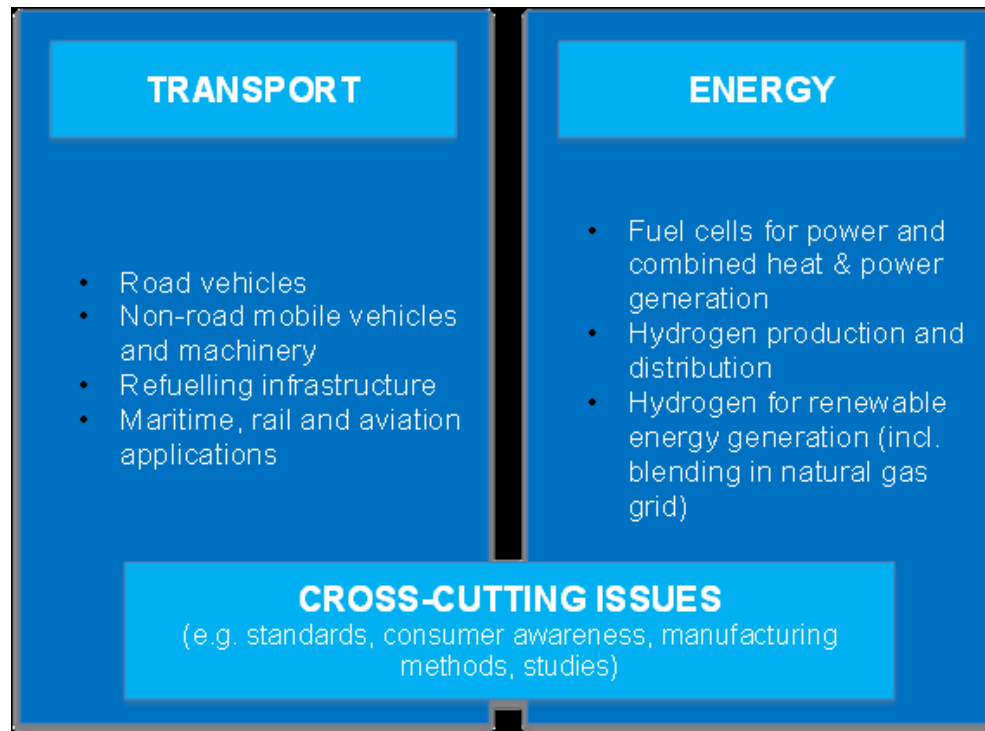 TRANSPORT
• Road vehicles
• Non-road mobile vehicles
and machinery
• Refuelling infrastructure
• Maritime, rail and aviation
applications
ENERGY
• Fuel cells for power and
combined heat & power
generation
• Hydrogen production and
distribution
• Hydrogen for renewable
energy generation (incl.
blending in natural gas
grid)
CROSS-CUTTING ISSUES
(e.g. standards, consumer awareness, manufacturing
methods, studies)